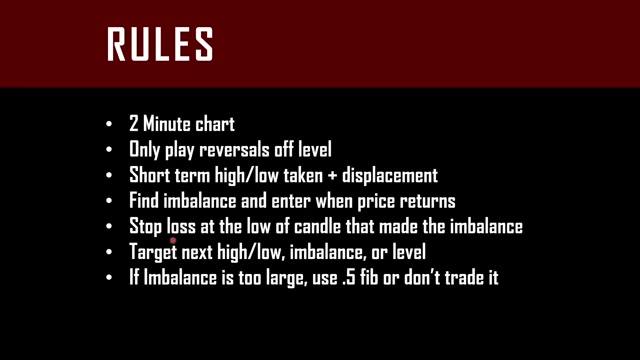 RULES
• 2 Minute chart
• Only play reversals off level
• Short term high/low taken + displacement
• Find imbalance and enter when price returns
• Stop loss at the low of candle that made the imbalance
• Target next high/low, imbalance, or level
• If Imbalance is too large, use .5 fib or don't trade it